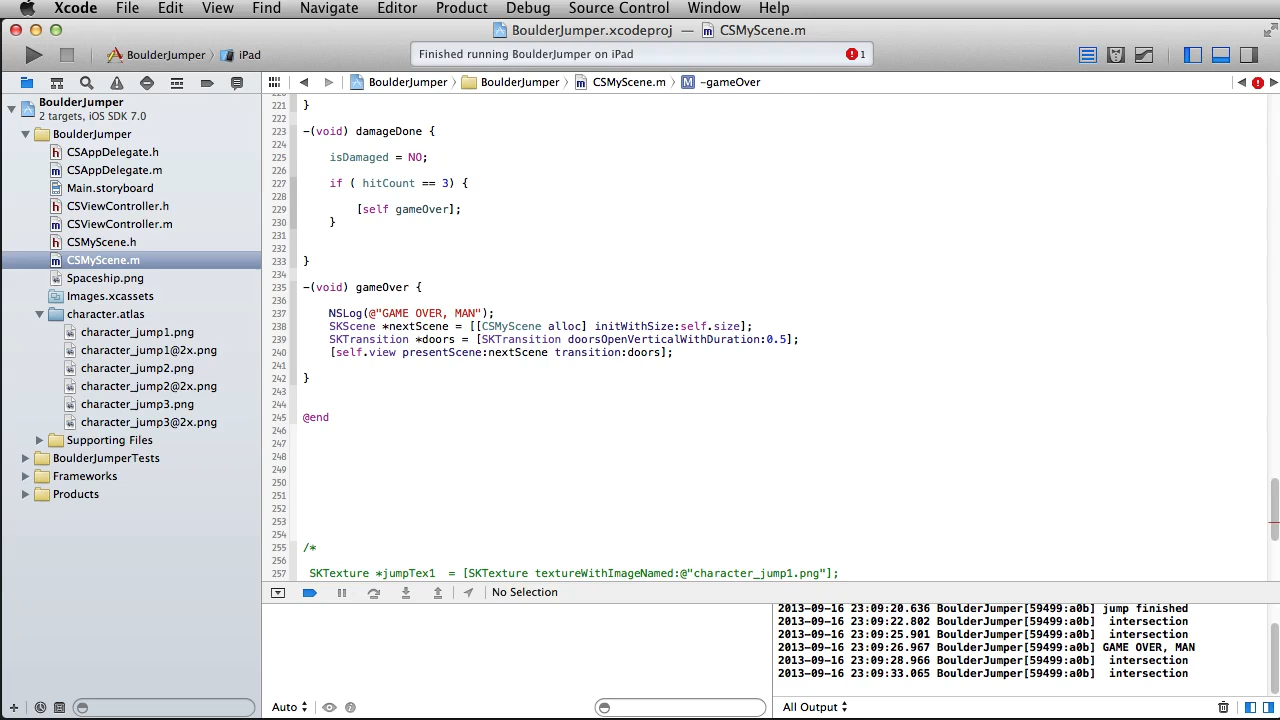 Xcode File Edit View Find Navigate Editor Product Debug Source Control Window Help
BoulderJumper.xcodeproj — CSMyScene.m
BoulderJumper 〉 iPad
Finished running BoulderJumper on iPad
1
BoulderJumper 〉 BoulderJumper 〉 CSMyScene.m 〉 M -gameOver
BoulderJumper
2 targets, iOS SDK 7.0
BoulderJumper
h CSAppDelegate.h
m CSAppDelegate.m
Main.storyboard
h CSViewController.h
m CSViewController.m
h CSMyScene.h
m CSMyScene.m
Spaceship.png
Images.xcassets
character.atlas
character_jump1.png
character_jump1@2x.png
character_jump2.png
character_jump2@2x.png
character_jump3.png
character_jump3@2x.png
Supporting Files
BoulderJumperTests
Frameworks
Products
221 }
222
223 -(void) damageDone {
224
225 isDamaged = NO;
226
227 if ( hitCount == 3) {
228
229 [self gameOver];
230 }
231
232
233 }
234
235 -(void) gameOver {
236
237 NSLog(@"GAME OVER, MAN");
238 SKScene *nextScene = [[CSMyScene alloc] initWithSize:self.size];
239 SKTransition *doors = [SKTransition doorsOpenVerticalWithDuration:0.5];
240 [self.view presentScene:nextScene transition:doors];
241
242 }
243
244
245 @end
246
247
248
249
250
251
252
253
254
255 /*
256
257 SKTexture *jumpTex1 = [SKTexture textureWithImageNamed:@"character_jump1.png"];
No Selection
2013-09-16 23:09:20.636 BoulderJumper[59499:a0b] jump finished
2013-09-16 23:09:22.802 BoulderJumper[59499:a0b] intersection
2013-09-16 23:09:25.901 BoulderJumper[59499:a0b] intersection
2013-09-16 23:09:26.967 BoulderJumper[59499:a0b] GAME OVER, MAN
2013-09-16 23:09:28.966 BoulderJumper[59499:a0b] intersection
2013-09-16 23:09:33.065 BoulderJumper[59499:a0b] intersection
Auto
All Output